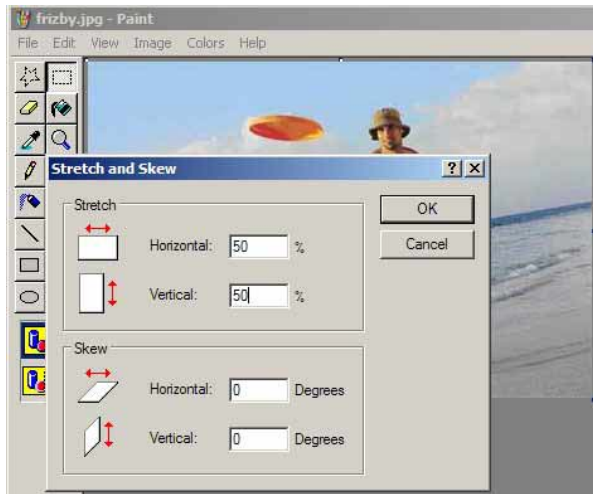 frizby.jpg - Paint
File Edit View Image Colors Help
Stretch and Skew
Stretch
Horizontal: 50 %
Vertical: 50 %
OK
Cancel
Skew
Horizontal: 0 Degrees
Vertical: 0 Degrees